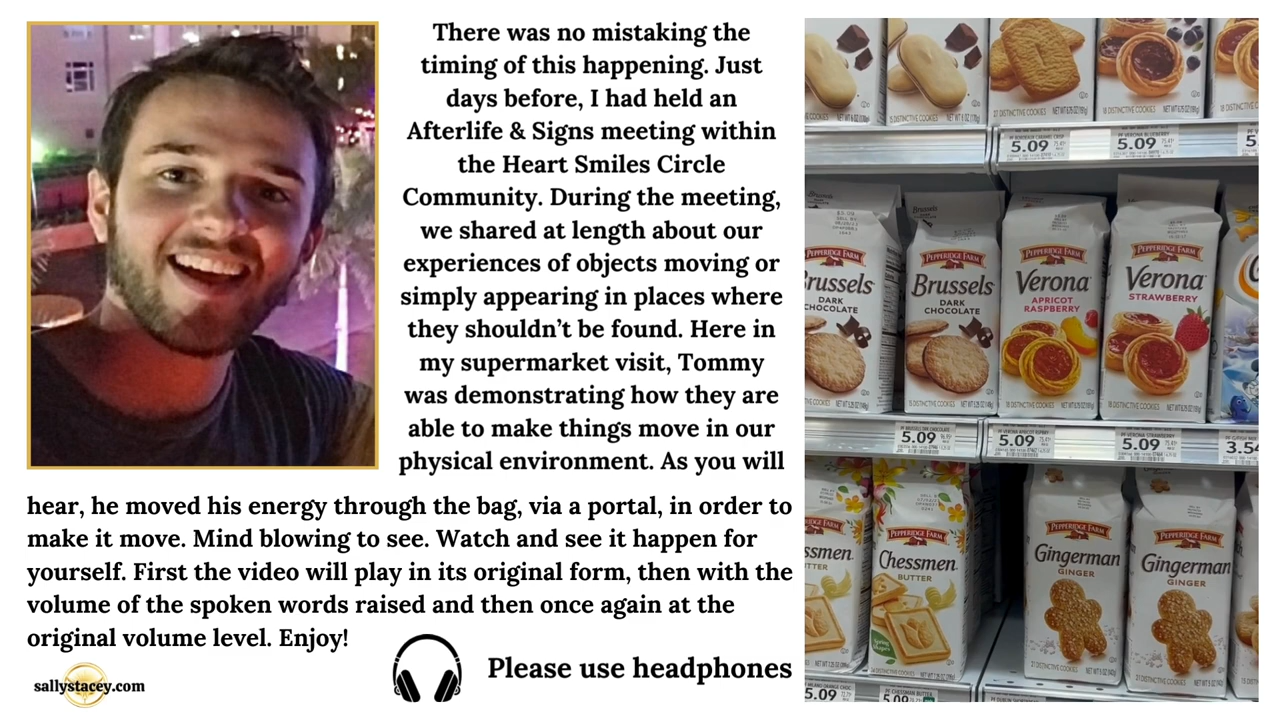 There was no mistaking the
timing of this happening. Just
days before, I had held an
Afterlife & Signs meeting within
the Heart Smiles Circle
Community. During the meeting,
we shared at length about our
experiences of objects moving or
simply appearing in places where
they shouldn't be found. Here in
my supermarket visit, Tommy
was demonstrating how they are
able to make things move in our
physical environment. As you will
hear, he moved his energy through the bag, via a portal, in order to
make it move. Mind blowing to see. Watch and see it happen for
yourself. First the video will play in its original form, then with the
volume of the spoken words raised and then once again at the
original volume level. Enjoy!
Please use headphones
sallystacey.com
5.09
5.09
Brussels
PEPPERIDGE FARM
Brussels
DARK
CHOCOLATE
Brussels
PEPPERIDGE FARM
Brussels
DARK
CHOCOLATE
PEPPERIDGE FARM
Verona
APRICOT
RASPBERRY
PEPPERIDGE FARM
Verona
STRAWBERRY
5.09
5.09
5.09
3.54
PEPPERIDGE FARM
Chessmen
BUTTER
PEPPERIDGE FARM
Gingerman
GINGER
PEPPERIDGE FARM
Gingerman
GINGER
5.09
5.09